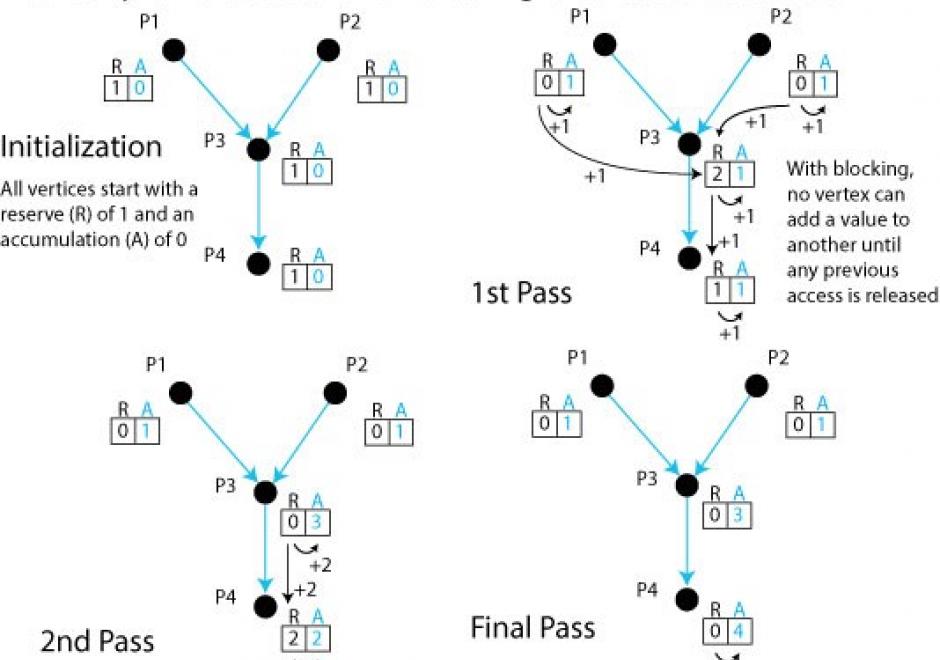 P1
P2
R A
1 0
R A
1 0
P3
R A
1 0
Initialization
All vertices start with a
reserve (R) of 1 and an
accumulation (A) of 0
P4
R A
1 0
P1
P2
R A
0 1
+1
R A
0 1
+1
+1
P3
R A
2 1
+1
+1
+1
With blocking,
no vertex can
add a value to
another until
any previous
access is released
P4
R A
1 1
+1
1st Pass
P1
P2
R A
0 1
R A
0 1
P3
R A
0 3
+2
+2
P4
R A
2 2
2nd Pass
P1
P2
R A
0 1
R A
0 1
P3
R A
0 3
P4
R A
0 4
Final Pass